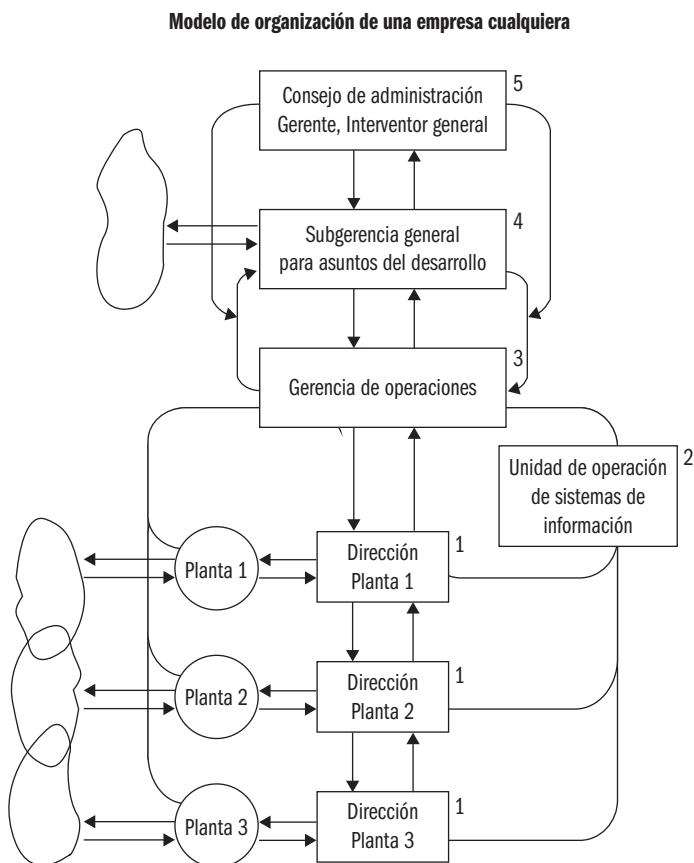 Modelo de organización de una empresa cualquiera
5
Consejo de administración
Gerente, Interventor general
4
Subgerencia general
para asuntos del desarrollo
3
Gerencia de operaciones
2
Unidad de operación
de sistemas de
información
Planta 1
Dirección
Planta 1
1
Planta 2
Dirección
Planta 2
1
Planta 3
Dirección
Planta 3
1